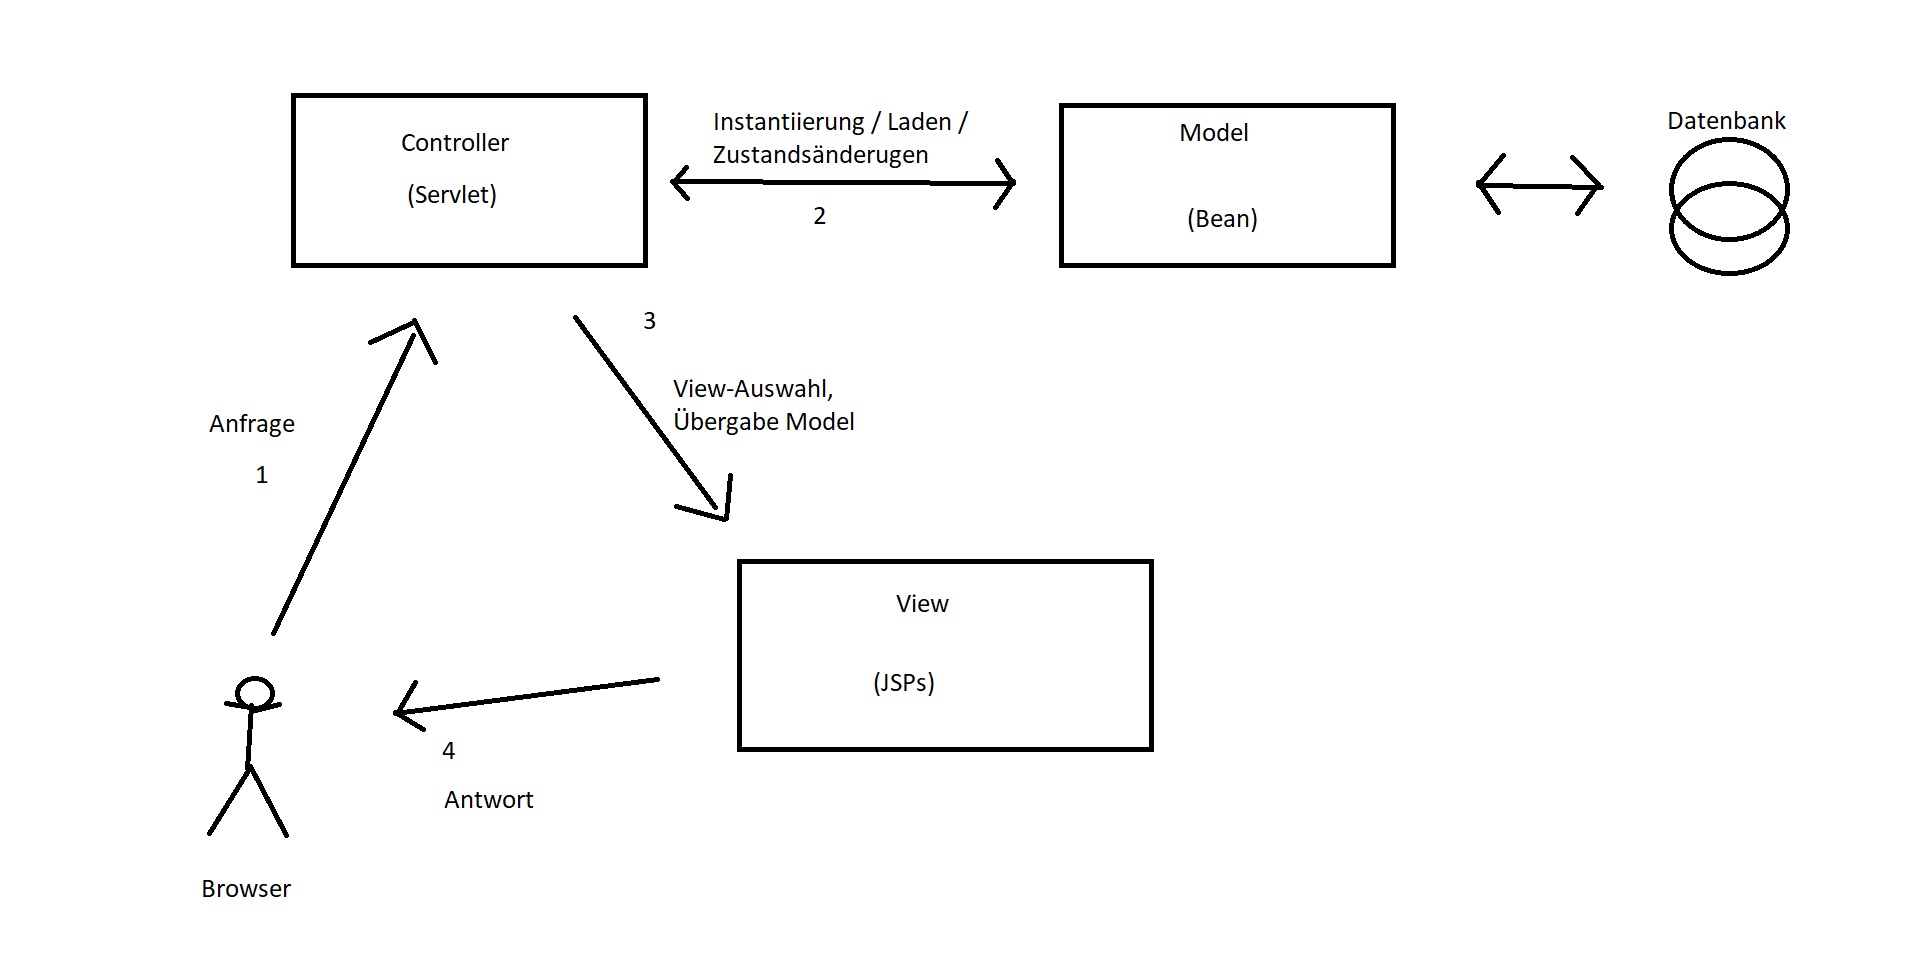 Controller
(Servlet)
Instantiierung / Laden /
Zustandsänderugen
2
Model
(Bean)
Datenbank
3
View-Auswahl,
Übergabe Model
Anfrage
1
View
(JSPs)
4
Antwort
Browser